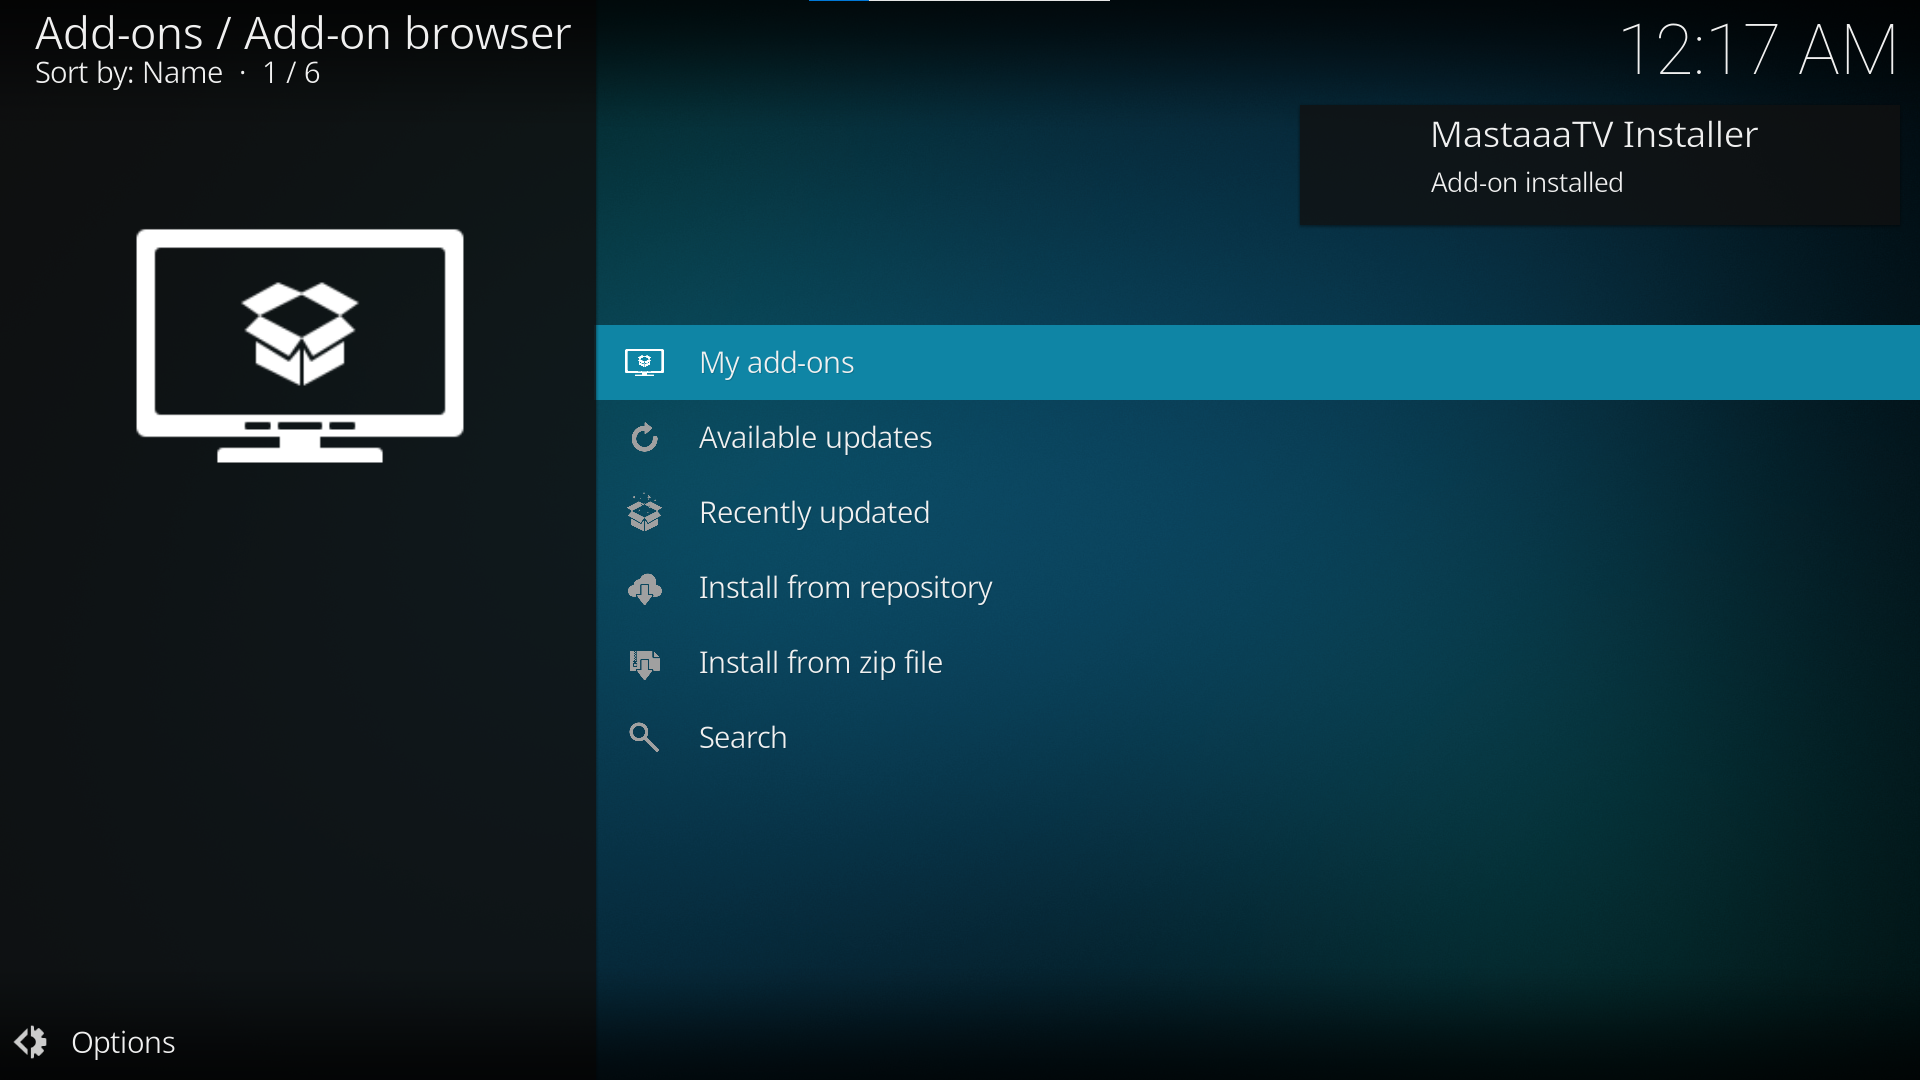 Add-ons / Add-on browser
Sort by: Name · 1 / 6
12:17 AM
MastaaaTV Installer
Add-on installed
My add-ons
Available updates
Recently updated
Install from repository
Install from zip file
Search
Options